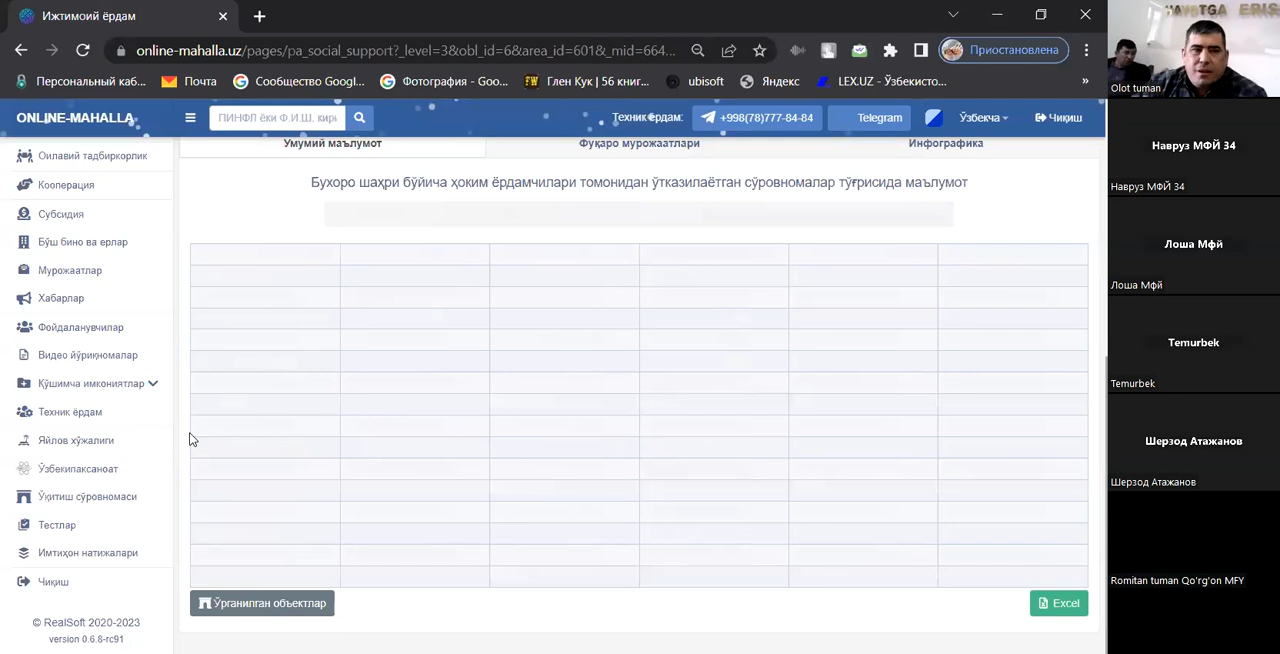 Ижтимоий ёрдам
online-mahalla.uz/pages/pa_social_support?_level=3&obl_id=6&area_id=601&_mid=664...
Приостановлена
Персональный каб...
Почта
Сообщество Googl...
Фотография - Goo
Глен Кук | 56 книг...
ubisoft
Яндекс
LEX.UZ - Ўзбекисто...
»
ONLINE-MAHALLA
ПИНФЛ ёки Ф.И.Ш. кири
Техник ёрдам:
+998(78)777-84-84
Telegram
Ўзбекча
Чиқиш
Оилавий тадбиркорлик
Кооперация
Субсидия
Бўш бино ва ерлар
Мурожаатлар
Хабарлар
Фойдаланувчилар
Видео йўриқномалар
Қўшимча имкониятлар
Техник ёрдам
Яйлов хўжалиги
Ўзбекипаксаноат
Ўқитиш сўровномаси
Тестлар
Имтиҳон натижалари
Чиқиш
© RealSoft 2020-2023
version 0.6.8-rc91
Умумий маълумот
Фуқаро мурожаатлари
Инфографика
Бухоро шаҳри бўйича ҳоким ёрдамчилари томонидан ўтказилаётган сўровномалар тўғрисида маълумот
Ўрганилган объектлар
Excel
Olot tuman
Навруз МФЙ 34
Навруз МФЙ 34
Лоша Мфй
Лоша Мфй
Temurbek
Temurbek
Шерзод Атажанов
Шерзод Атажанов
Romitan tuman Qo'rg'on MFY